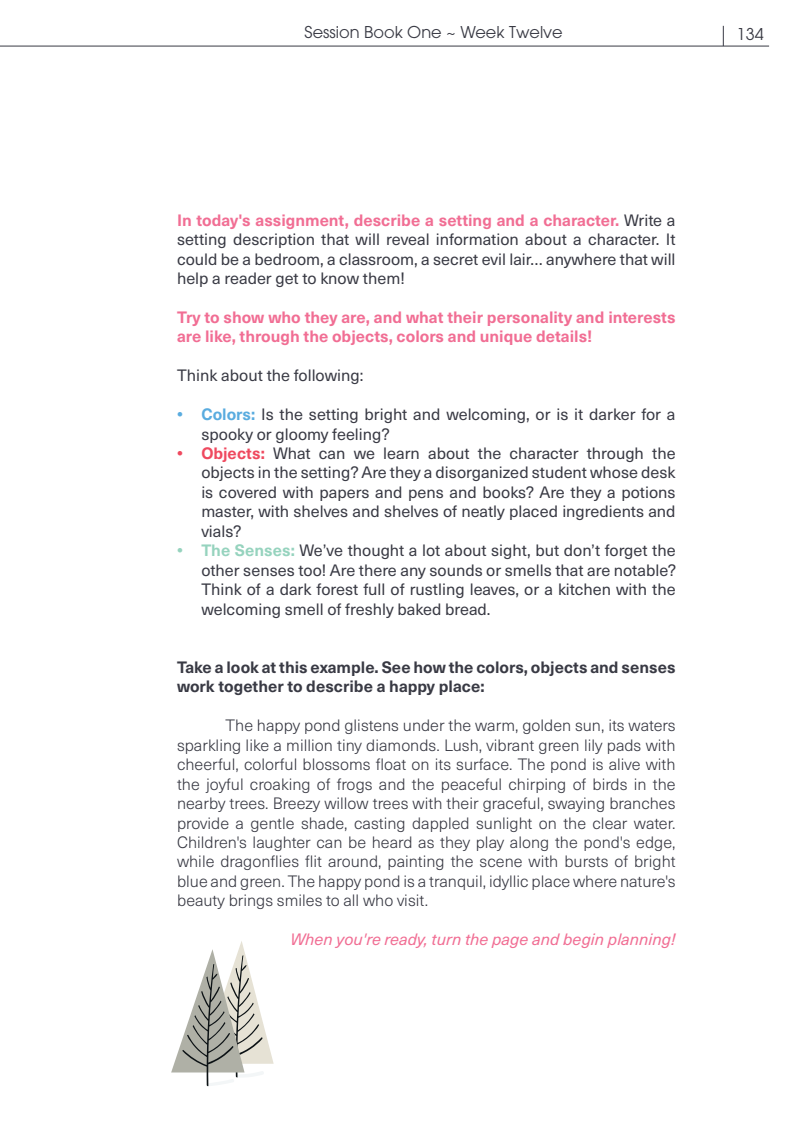 Session Book One ~ Week Twelve
134
In today's assignment, describe a setting and a character. Write a
setting description that will reveal information about a character. It
could be a bedroom, a classroom, a secret evil lair... anywhere that will
help a reader get to know them!
Try to show who they are, and what their personality and interests
are like, through the objects, colors and unique details!
Think about the following:
• Colors: Is the setting bright and welcoming, or is it darker for a
spooky or gloomy feeling?
• Objects: What can we learn about the character through the
objects in the setting? Are they a disorganized student whose desk
is covered with papers and pens and books? Are they a potions
master, with shelves and shelves of neatly placed ingredients and
vials?
• The Senses: We’ve thought a lot about sight, but don’t forget the
other senses too! Are there any sounds or smells that are notable?
Think of a dark forest full of rustling leaves, or a kitchen with the
welcoming smell of freshly baked bread.
Take a look at this example. See how the colors, objects and senses
work together to describe a happy place:
The happy pond glistens under the warm, golden sun, its waters
sparkling like a million tiny diamonds. Lush, vibrant green lily pads with
cheerful, colorful blossoms float on its surface. The pond is alive with
the joyful croaking of frogs and the peaceful chirping of birds in the
nearby trees. Breezy willow trees with their graceful, swaying branches
provide a gentle shade, casting dappled sunlight on the clear water.
Children's laughter can be heard as they play along the pond's edge,
while dragonflies flit around, painting the scene with bursts of bright
blue and green. The happy pond is a tranquil, idyllic place where nature's
beauty brings smiles to all who visit.
When you're ready, turn the page and begin planning!